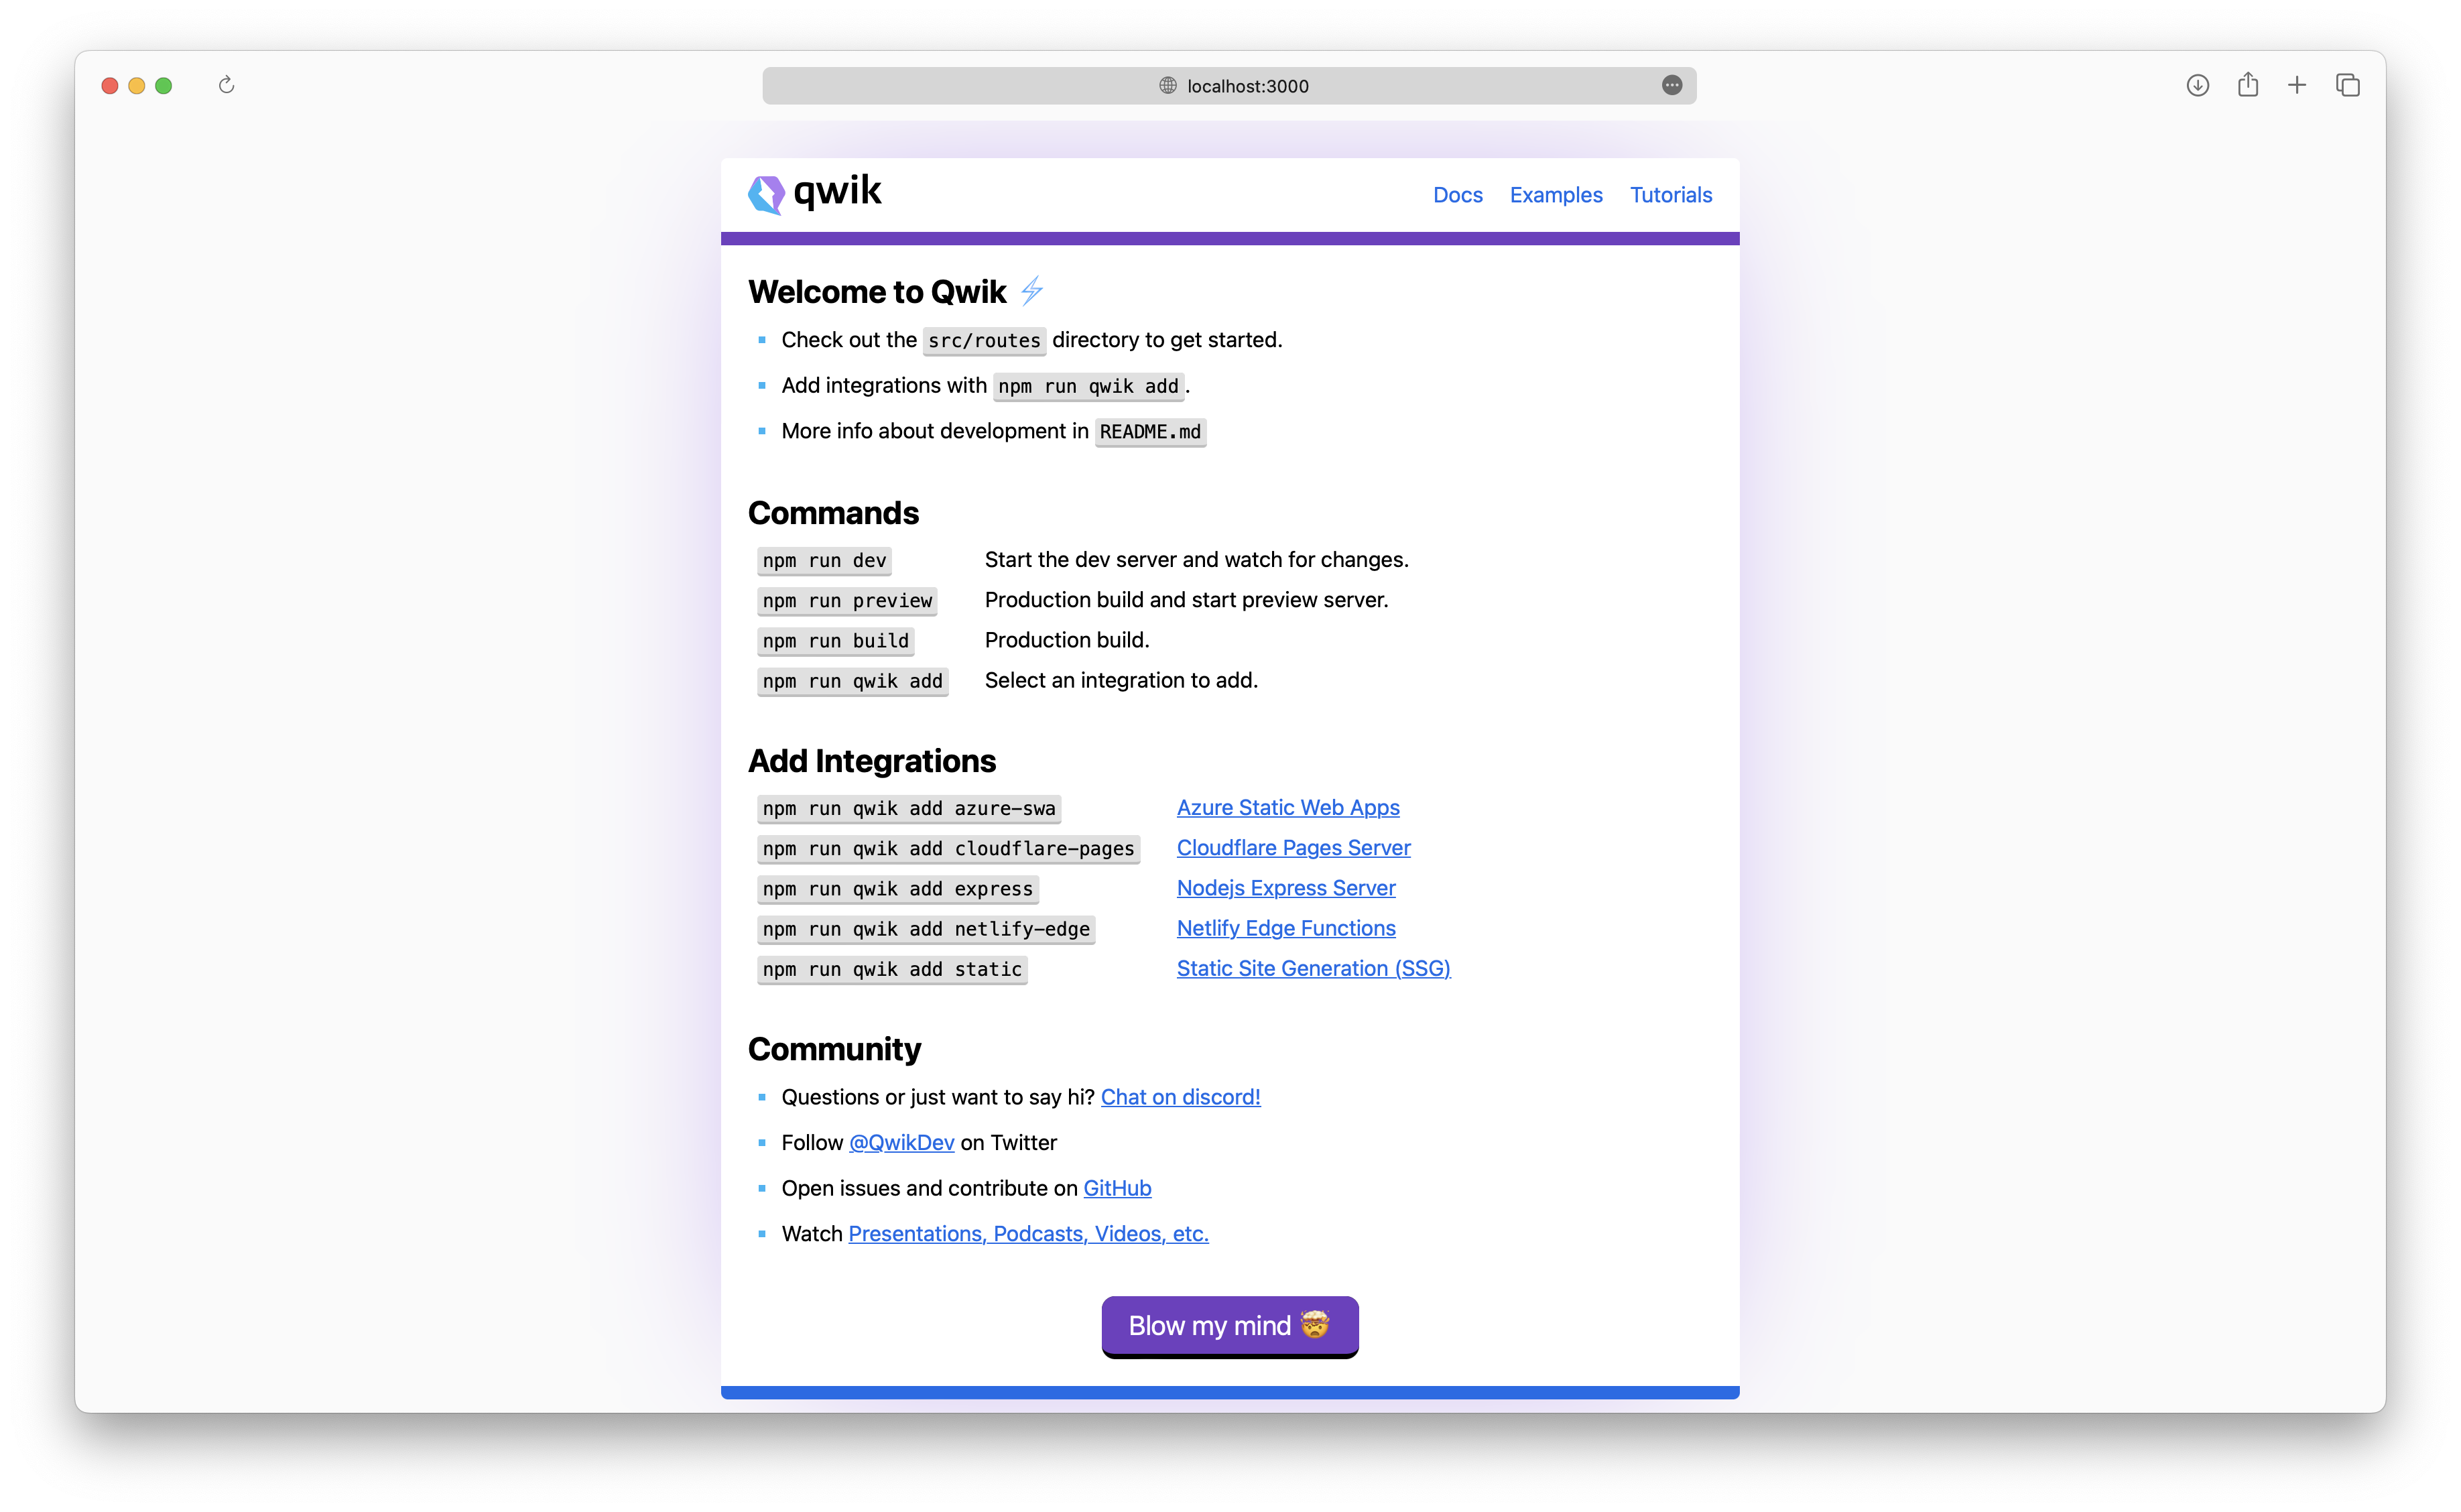 localhost:3000
qwik
Docs Examples Tutorials
Welcome to Qwik ⚡
Check out the src/routes directory to get started.
Add integrations with npm run qwik add.
More info about development in README.md
Commands
npm run dev Start the dev server and watch for changes.
npm run preview Production build and start preview server.
npm run build Production build.
npm run qwik add Select an integration to add.
Add Integrations
npm run qwik add azure-swa Azure Static Web Apps
npm run qwik add cloudflare-pages Cloudflare Pages Server
npm run qwik add express Nodejs Express Server
npm run qwik add netlify-edge Netlify Edge Functions
npm run qwik add static Static Site Generation (SSG)
Community
Questions or just want to say hi? Chat on discord!
Follow @QwikDev on Twitter
Open issues and contribute on GitHub
Watch Presentations, Podcasts, Videos, etc.
Blow my mind 🤯